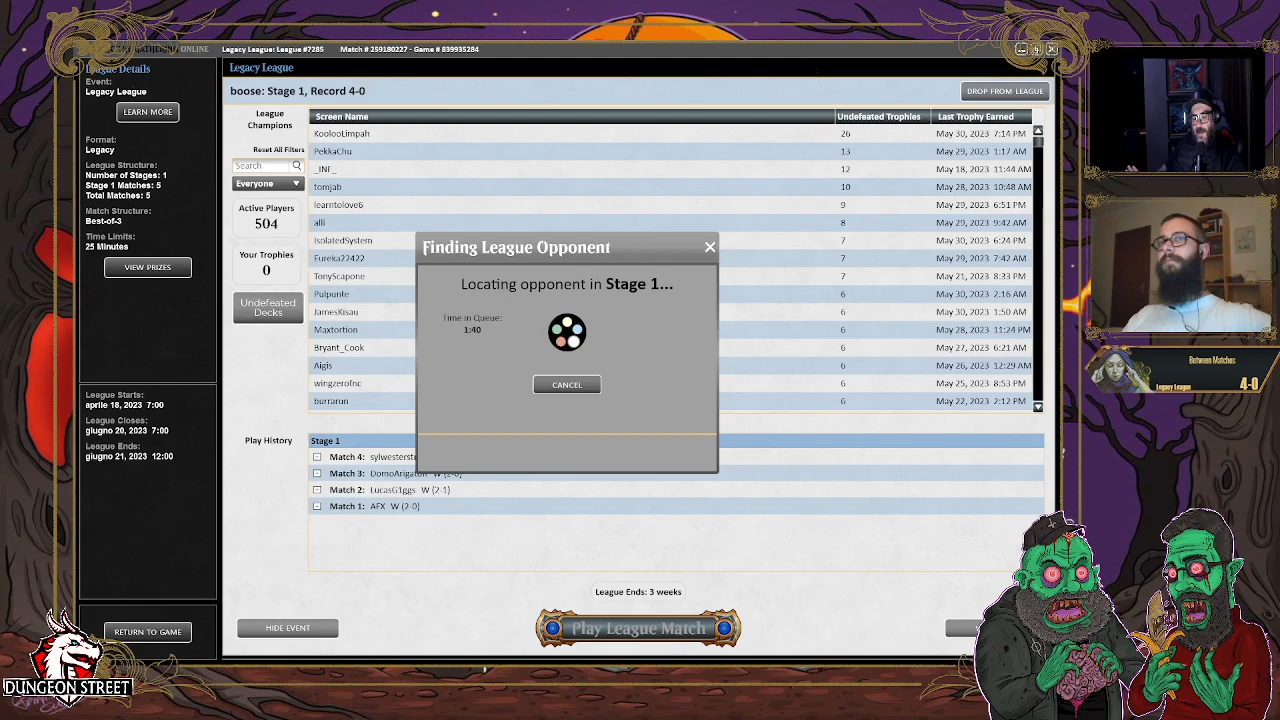 THE GATHERING ONLINE
Legacy League: League #7285
Match # 259180227 - Game # 839935284
League Details
Event:
Legacy League
LEARN MORE
Format:
Legacy
League Structure:
Number of Stages: 1
Stage 1 Matches: 5
Total Matches: 5
Match Structure:
Best-of-3
Time Limits:
25 Minutes
VIEW PRIZES
League Starts:
aprile 18, 2023 7:00
League Closes:
giugno 20, 2023 7:00
League Ends:
giugno 21, 2023 12:00
RETURN TO GAME
DUNGEON STREET
Legacy League
boose: Stage 1, Record 4-0
DROP FROM LEAGUE
League
Champions
Reset All Filters
Search
Everyone
Active Players
504
Your Trophies
0
Undefeated
Decks
Screen Name Undefeated Trophies Last Trophy Earned
KoolooLimpah 26 May 30, 2023 7:14 PM
PekkaChu 13 May 29, 2023 1:17 AM
_INF_ 12 May 18, 2023 11:44 AM
tomjab 10 May 28, 2023 10:48 AM
learntolove6 9 May 29, 2023 6:51 PM
alli 8 May 29, 2023 9:42 AM
IsolatedSystem 7 May 30, 2023 6:24 PM
Eureka22422 7 May 29, 2023 7:42 AM
TonyScapone 7 May 21, 2023 8:33 PM
Pulpunte 6 May 30, 2023 2:16 AM
JamesKisau 6 May 30, 2023 1:50 AM
Maxtortion 6 May 28, 2023 11:24 PM
Bryant_Cook 6 May 27, 2023 6:21 AM
Aigis 6 May 26, 2023 12:29 AM
wingzerofnc 6 May 25, 2023 8:53 PM
burrarun 6 May 22, 2023 2:12 PM
Finding League Opponent
Locating opponent in Stage 1...
Time in Queue:
1:40
CANCEL
Play History
Stage 1
Match 4: sylwesterstr
Match 3: DomoArigatoR W (2-0)
Match 2: LucasG1ggs W (2-1)
Match 1: AFX W (2-0)
League Ends: 3 weeks
HIDE EVENT
Play League Match
Between Matches
Legacy League
4-0